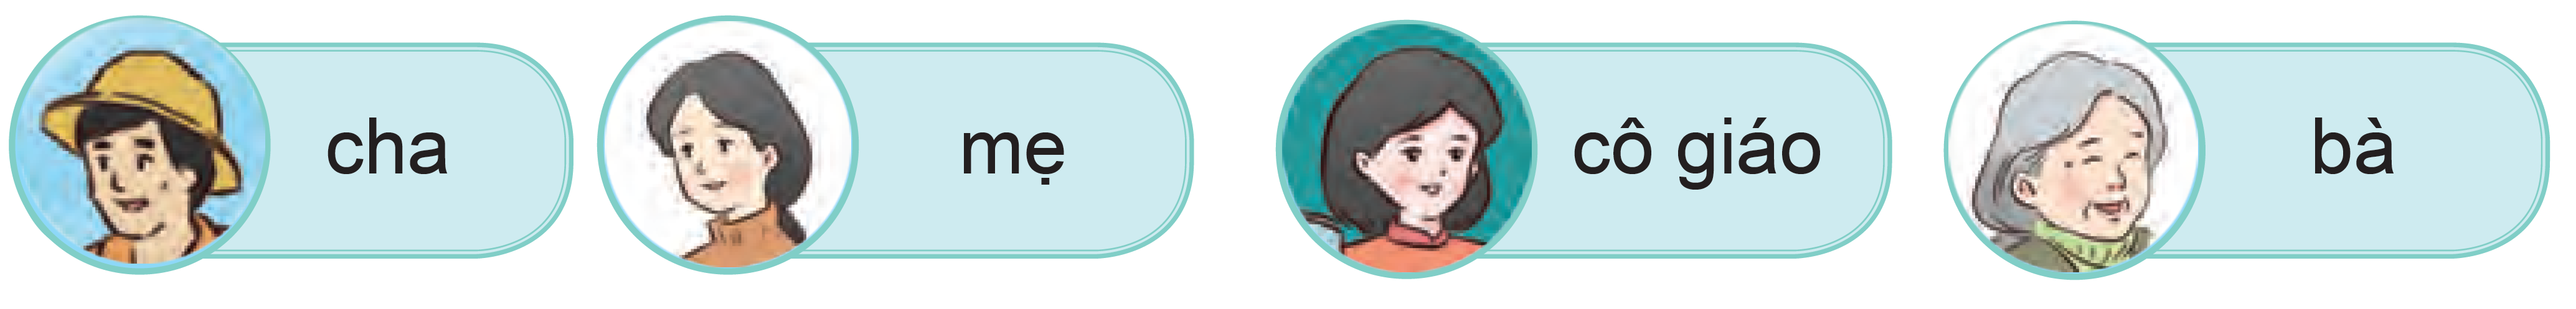 cha
mẹ
cô giáo
bà